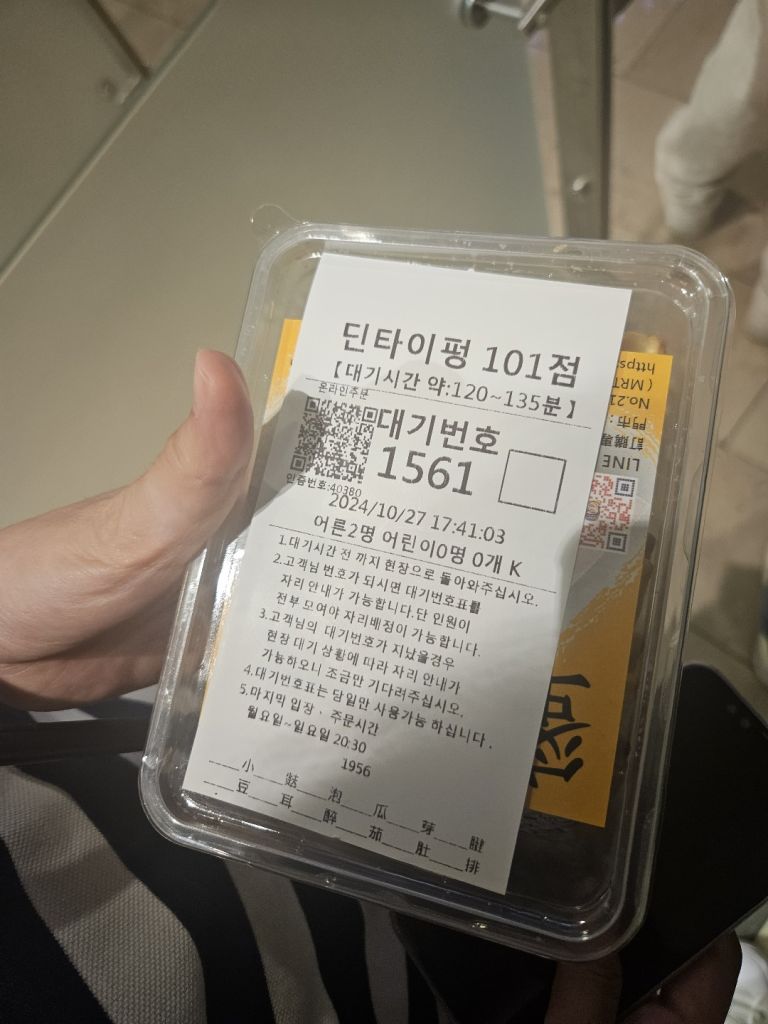 딘타이펑 101점
【대기시간 약:120~135분】
온라인주문
대기번호
1561
인증번호:40380
2024/10/27 17:41:03
어른2명 어린이0명 0개 K
1.대기시간 전 까지 현장으로 돌아와주십시오.
2.고객님 번호가 되시면 대기번호표를
자리 안내가 가능합니다.단 인원이
전부 모여야 자리배정이 가능합니다.
3.고객님의 대기번호가 지났을경우
현장 대기 상황에 따라 자리 안내가
가능하오니 조금만 기다려주십시오.
4.대기번호표는 당일만 사용가능 하십니다.
5.마지막 입장 · 주문시간
월요일~일요일 20:30
1956
小 泡 瓜 芽
豆 耳 醉 茄 肚 排
https
(MRT
No.21
門市:
訂購專
LINE